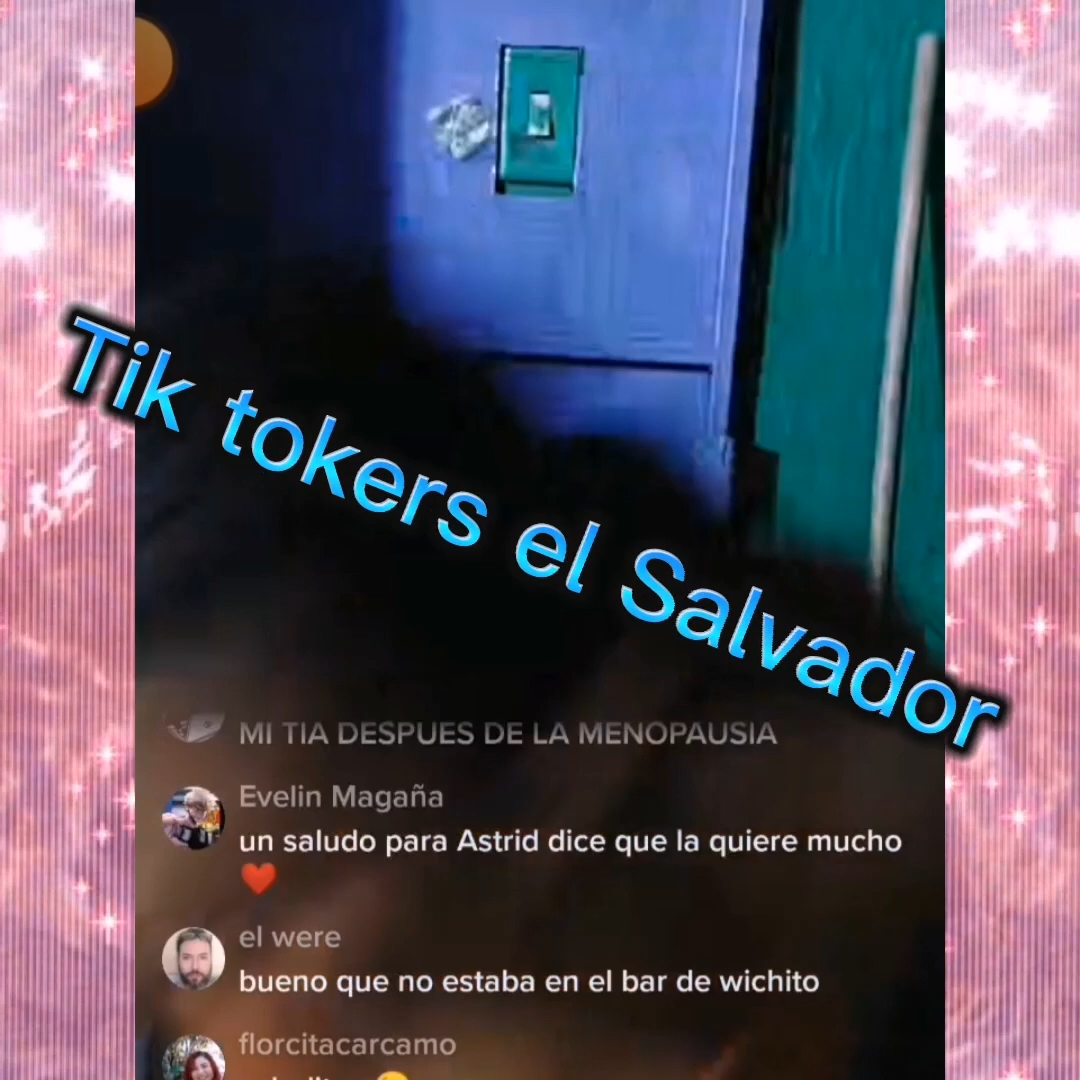 Tik tokers el Salvador
MI TIA DESPUES DE LA MENOPAUSIA
Evelin Magaña
un saludo para Astrid dice que la quiere mucho
❤️
el were
bueno que no estaba en el bar de wichito
florcitacarcamo